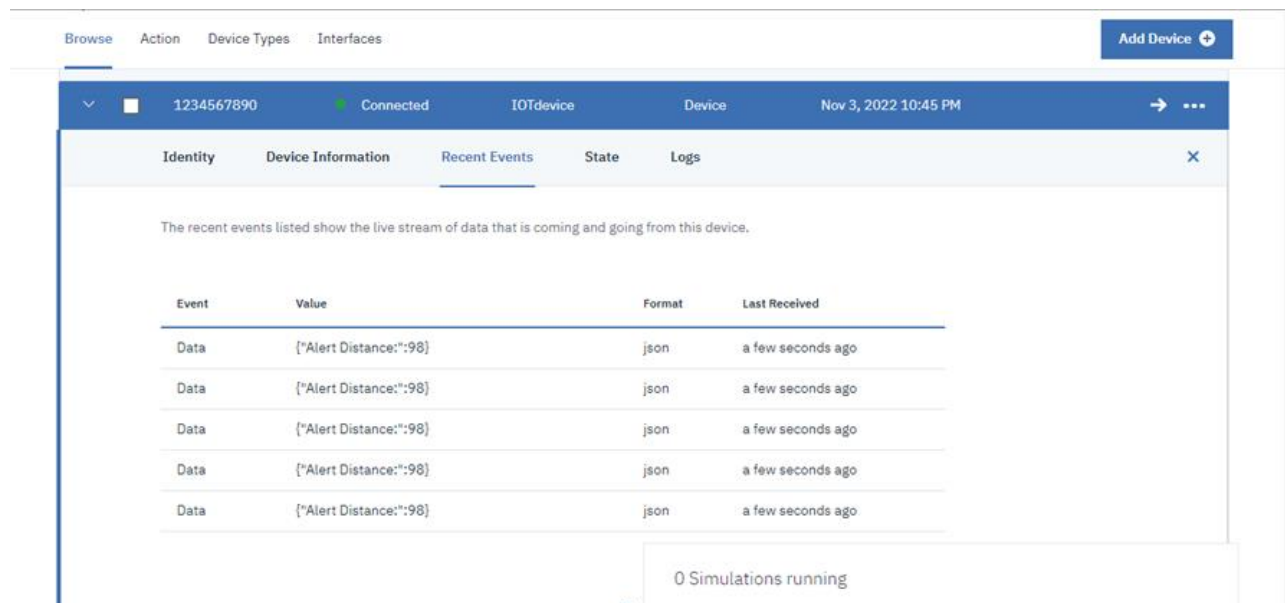 Browse Action Device Types Interfaces Add Device
1234567890 Connected IOTdevice Device Nov 3, 2022 10:45 PM
Identity Device Information Recent Events State Logs
The recent events listed show the live stream of data that is coming and going from this device.
Event Value Format Last Received
Data {"Alert Distance:":98} json a few seconds ago
Data {"Alert Distance:":98} json a few seconds ago
Data {"Alert Distance:":98} json a few seconds ago
Data {"Alert Distance:":98} json a few seconds ago
Data {"Alert Distance:":98} json a few seconds ago
0 Simulations running